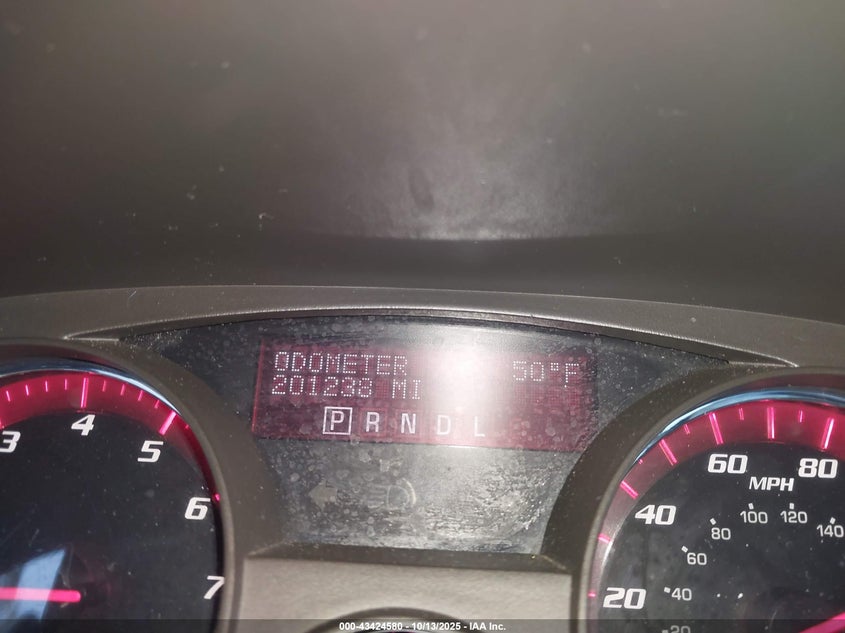 ODOMETER 50°F
201238 MI
P R N D L
3 4 5 6 7
20 40 60 80
MPH
20 40 60 80 100 120 140
000-43424580 - 10/13/2025 - IAA Inc.